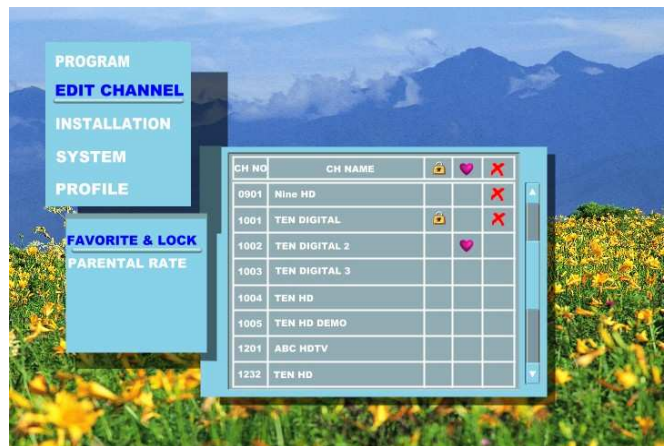 PROGRAM
EDIT CHANNEL
INSTALLATION
SYSTEM
PROFILE
FAVORITE & LOCK
PARENTAL RATE
CH NO CH NAME
0901 Nine HD
1001 TEN DIGITAL
1002 TEN DIGITAL 2
1003 TEN DIGITAL 3
1004 TEN HD
1005 TEN HD DEMO
1201 ABC HDTV
1232 TEN HD